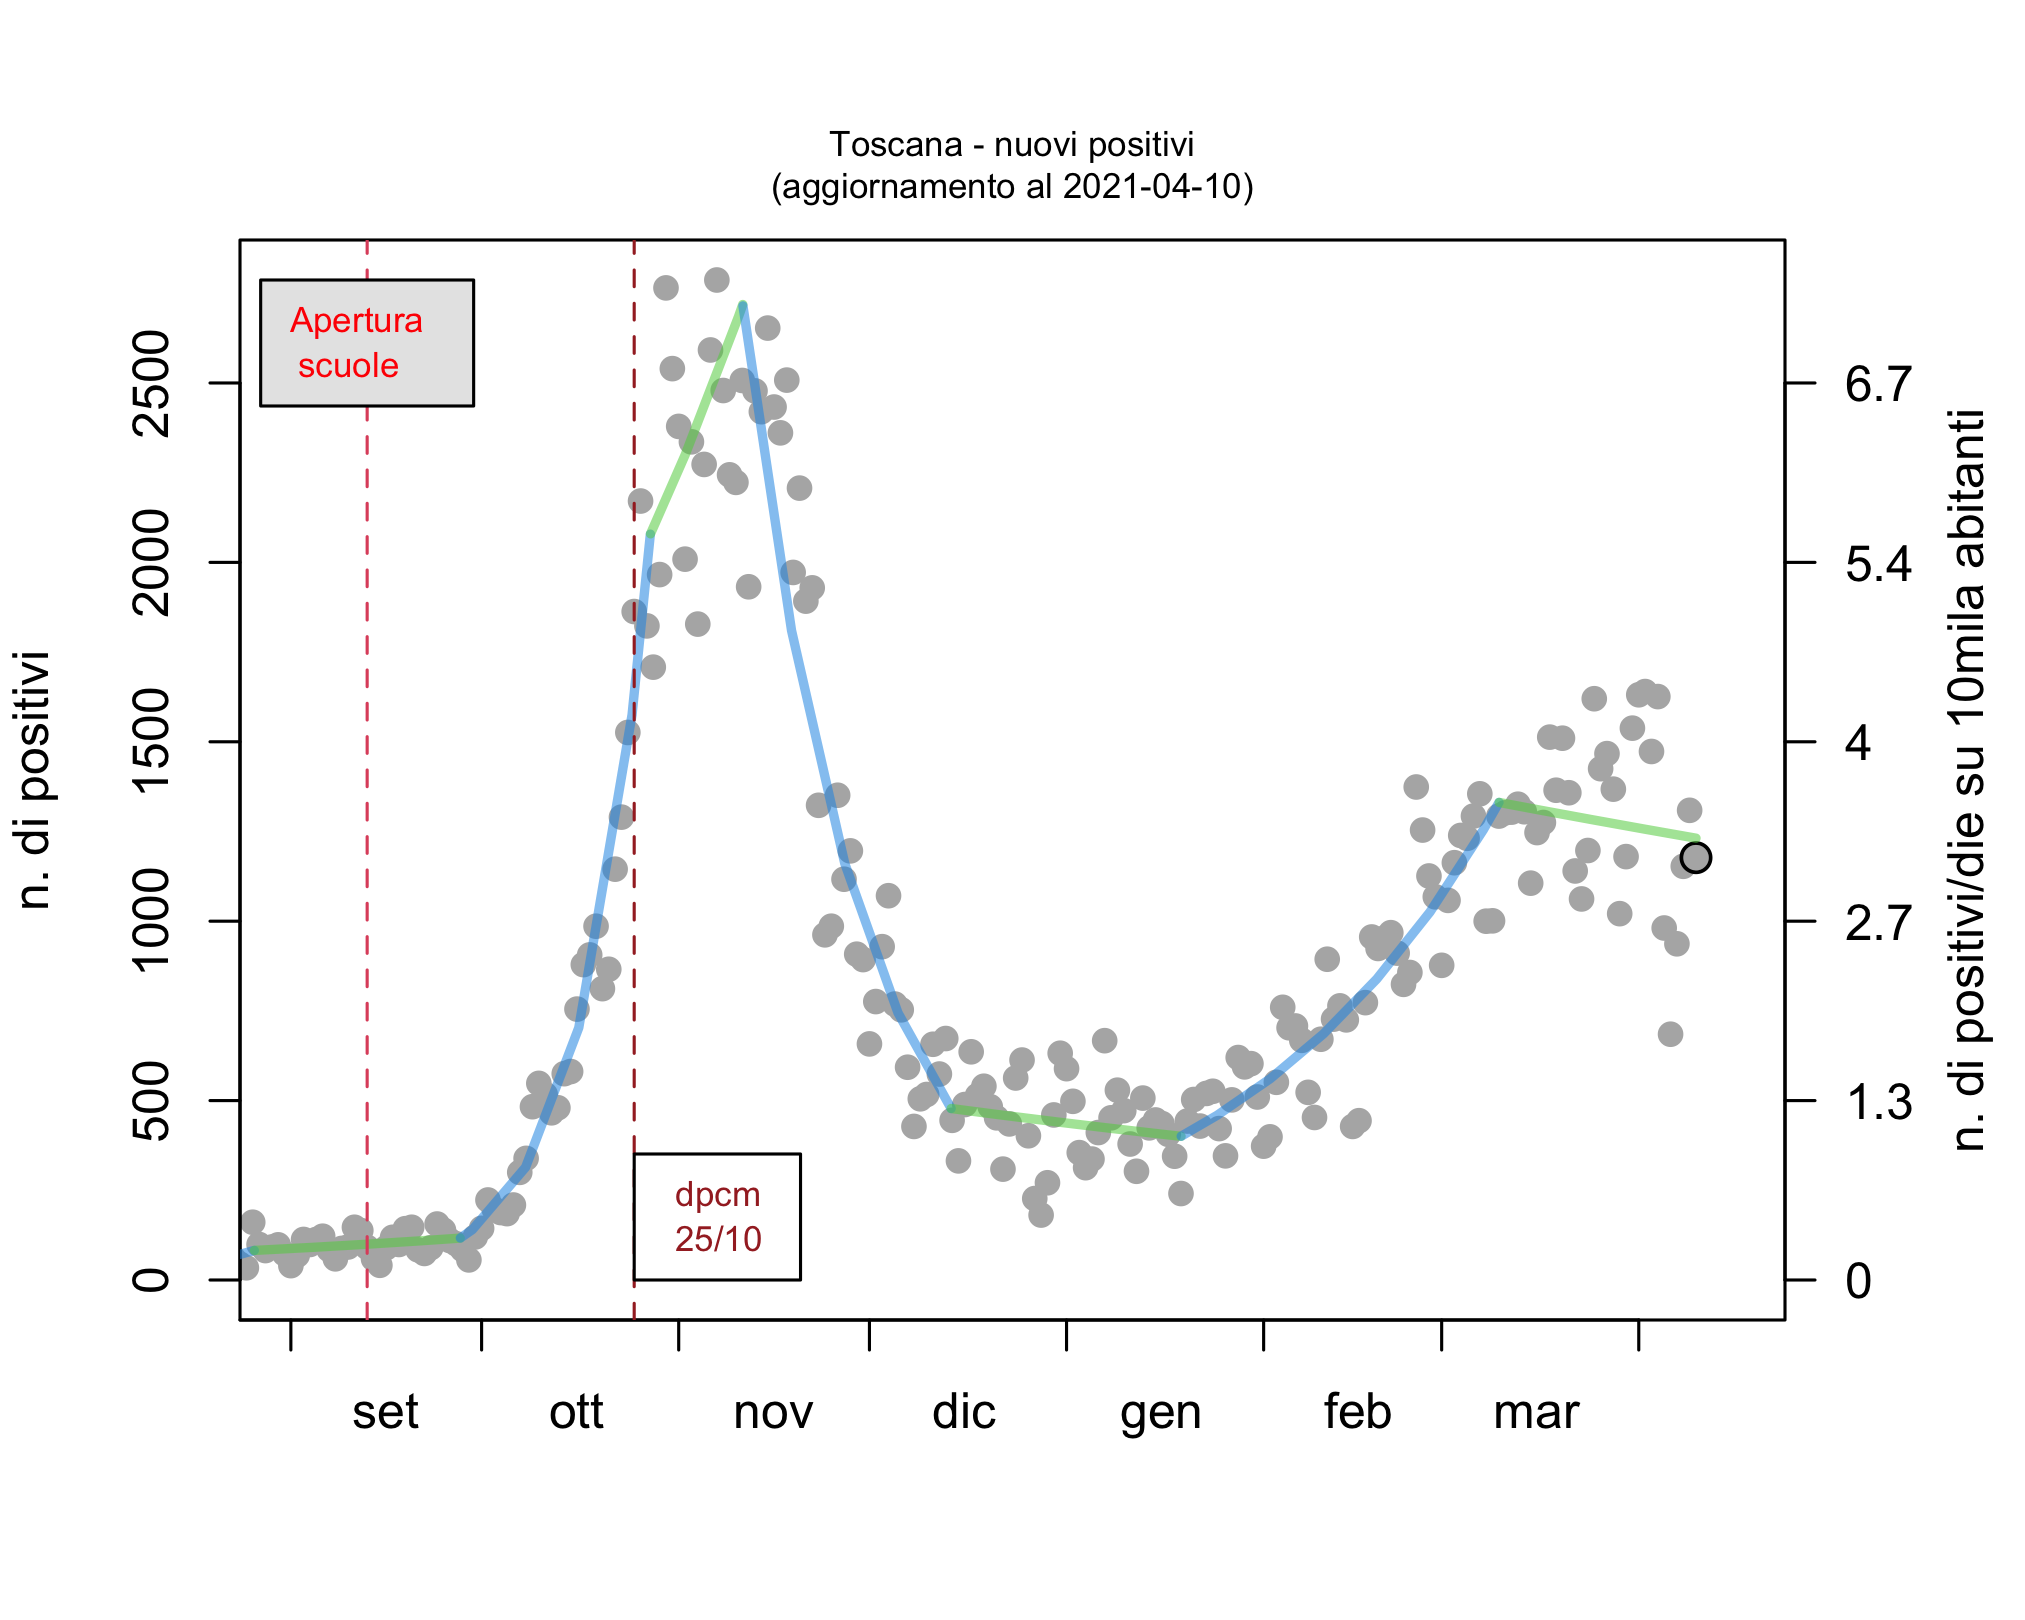 Toscana - nuovi positivi
(aggiornamento al 2021-04-10)
Apertura
scuole
dpcm
25/10
n. di positivi
2500
2000
1500
1000
500
0
6.7
5.4
4
2.7
1.3
0
n. di positivi/die su 10mila abitanti
set ott nov dic gen feb mar